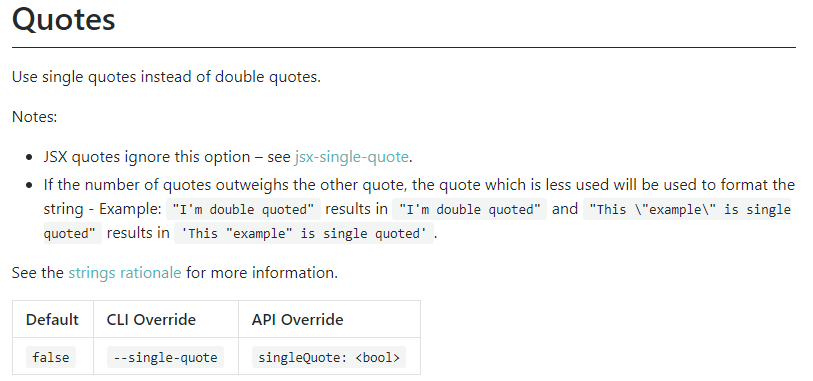 Quotes
Use single quotes instead of double quotes.
Notes:
• JSX quotes ignore this option – see jsx-single-quote.
• If the number of quotes outweighs the other quote, the quote which is less used will be used to format the
string - Example: "I'm double quoted" results in "I'm double quoted" and "This \"example\" is single
quoted" results in 'This "example" is single quoted' .
See the strings rationale for more information.
Default CLI Override API Override
false --single-quote singleQuote: <bool>